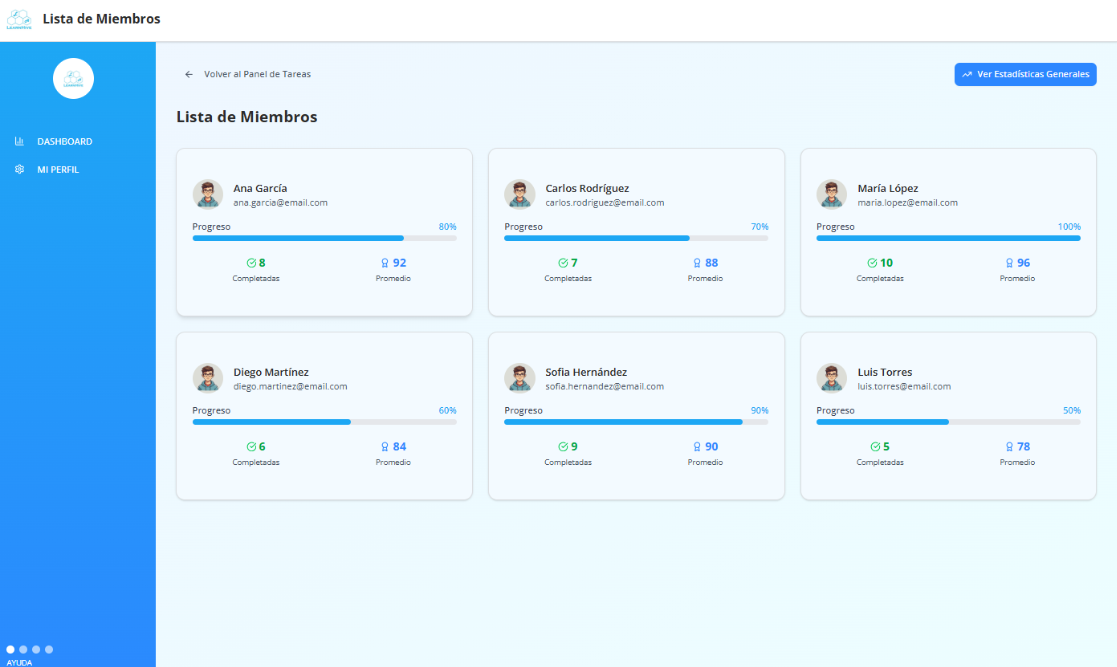 Lista de Miembros
DASHBOARD
MI PERFIL
AYUDA
Volver al Panel de Tareas
Ver Estadísticas Generales
Lista de Miembros
Ana García
ana.garcia@email.com
Progreso 80%
8 92
Completadas Promedio
Carlos Rodríguez
carlos.rodriguez@email.com
Progreso 70%
7 88
Completadas Promedio
María López
maria.lopez@email.com
Progreso 100%
10 96
Completadas Promedio
Diego Martínez
diego.martinez@email.com
Progreso 60%
6 84
Completadas Promedio
Sofia Hernández
sofia.hernandez@email.com
Progreso 90%
9 90
Completadas Promedio
Luis Torres
luis.torres@email.com
Progreso 50%
5 78
Completadas Promedio